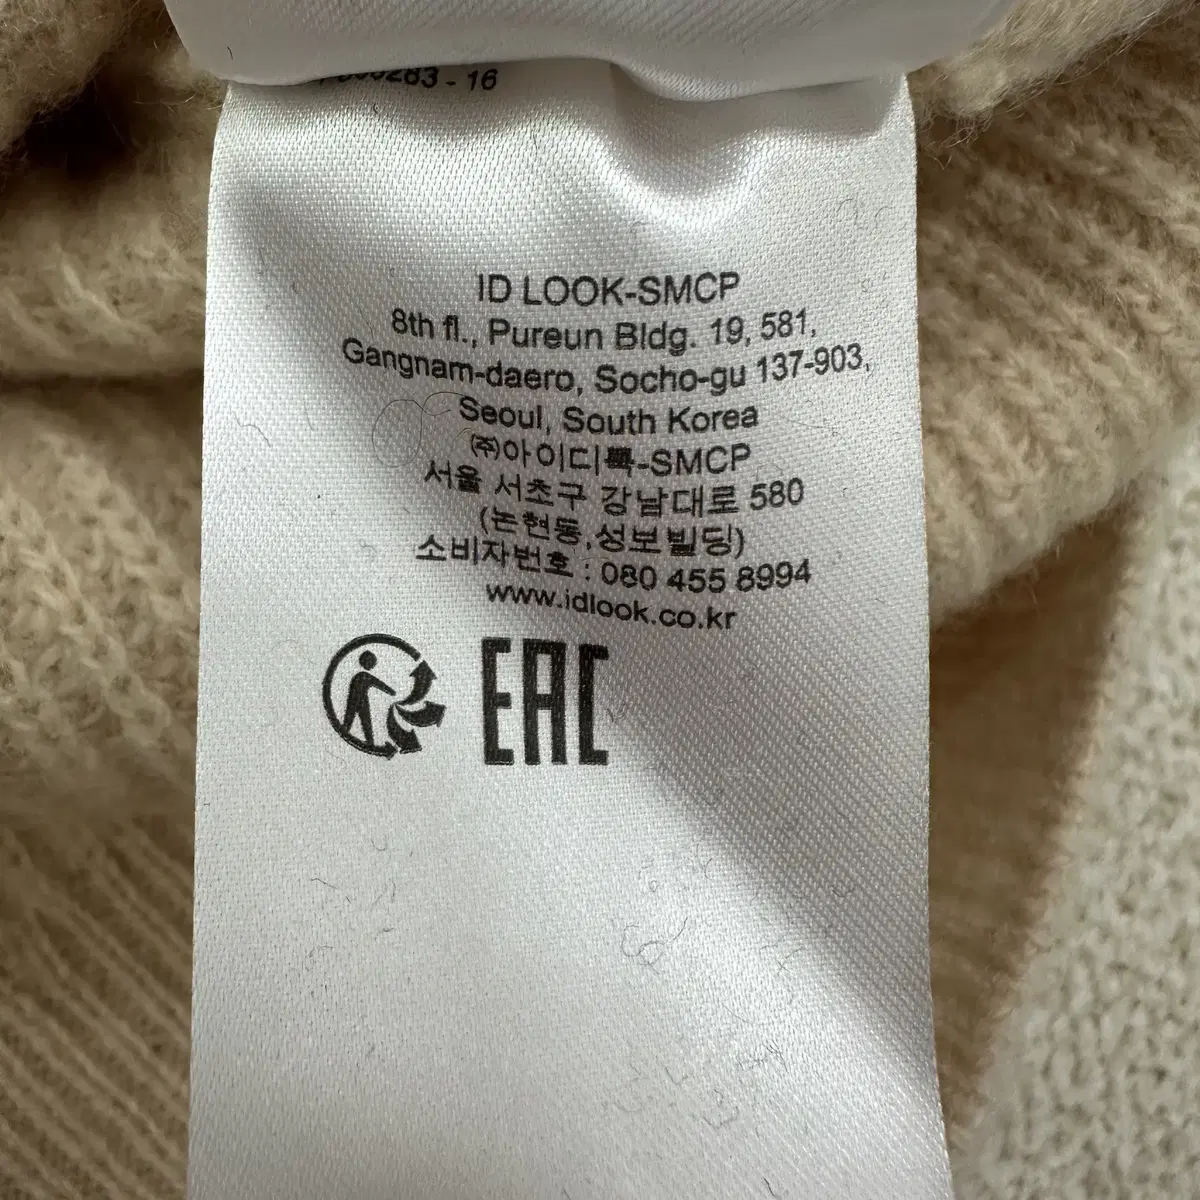 283 - 16
ID LOOK-SMCP
8th fl., Pureun Bldg. 19, 581,
Gangnam-daero, Socho-gu 137-903,
Seoul, South Korea
㈜아이디룩-SMCP
서울 서초구 강남대로 580
(논현동,성보빌딩)
소비자번호 : 080 455 8994
www.idlook.co.kr
EAC